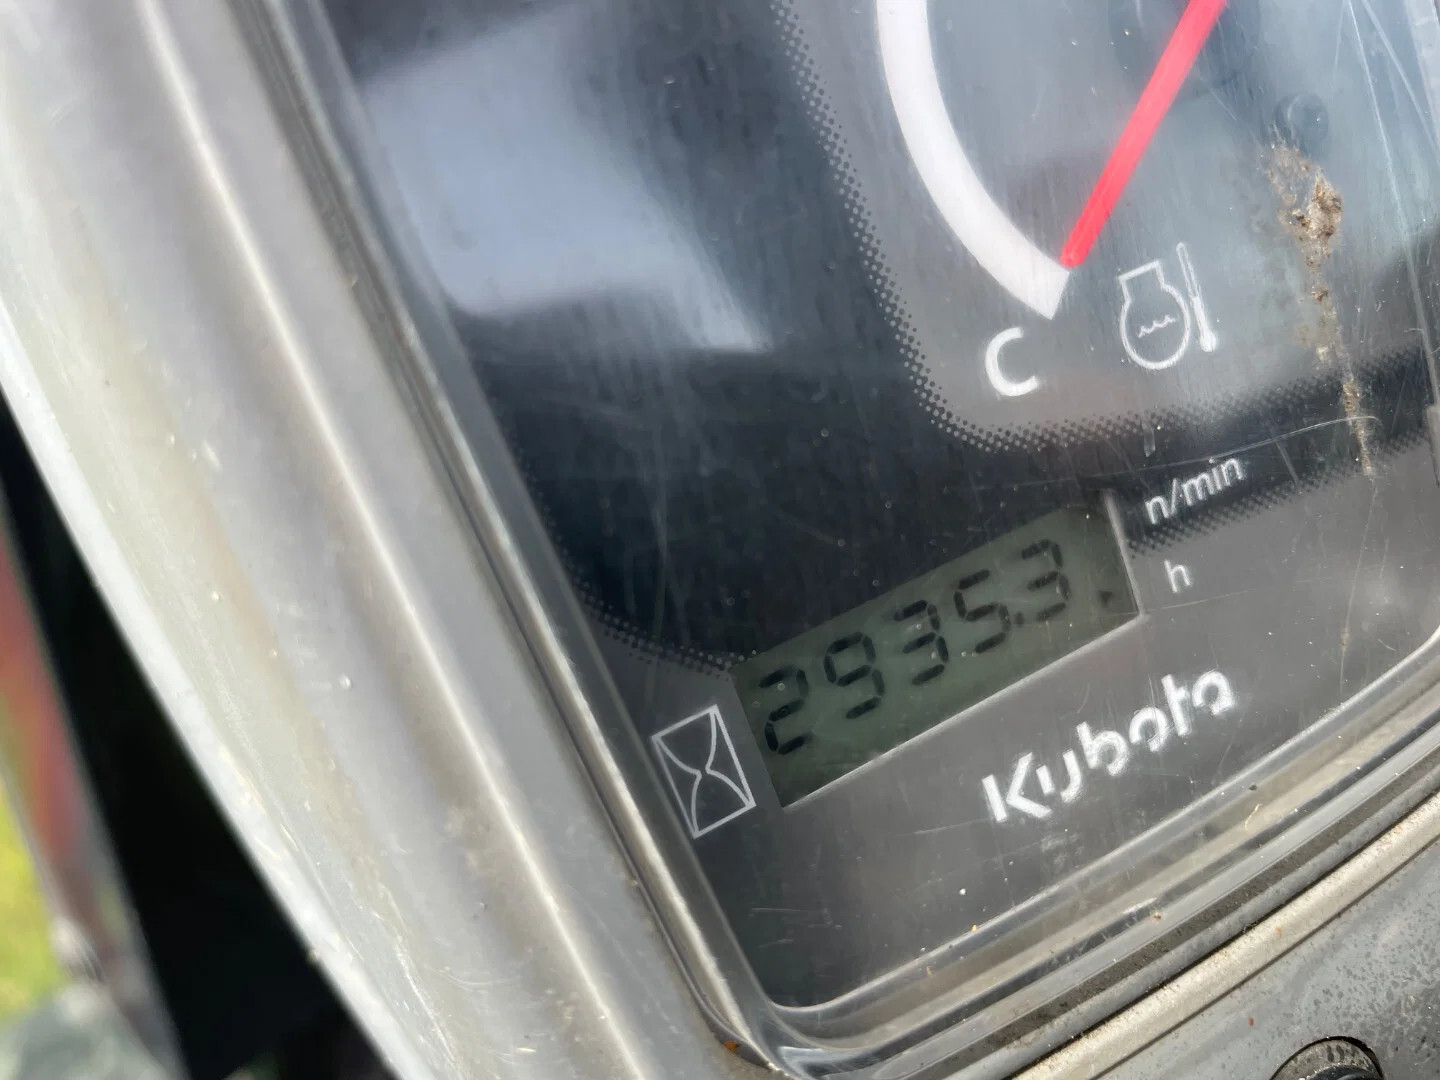 C
n/min
2935.3
h
Kubota